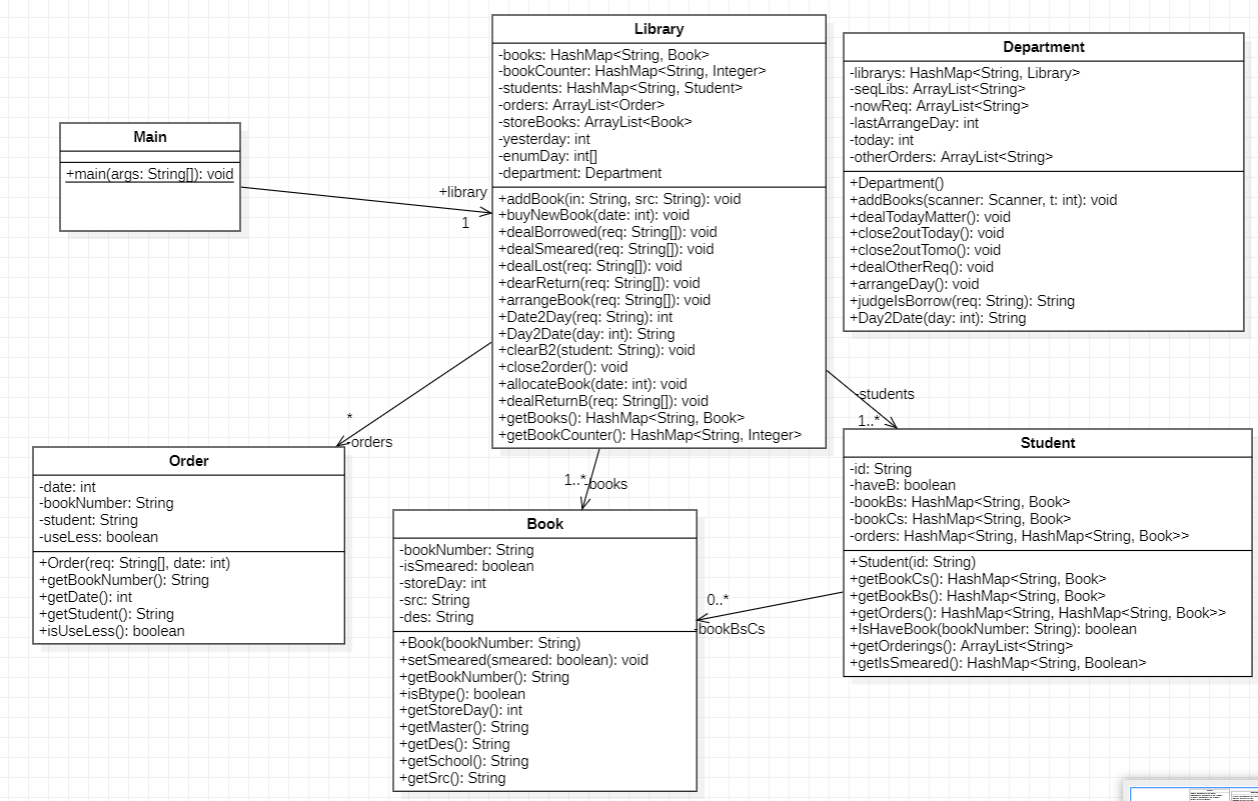 Main
+main(args: String[]): void
+library
1
Library
-books: HashMap<String, Book>
-bookCounter: HashMap<String, Integer>
-students: HashMap<String, Student>
-orders: ArrayList<Order>
-storeBooks: ArrayList<Book>
-yesterday: int
-enumDay: int[]
-department: Department
+addBook(in: String, src: String): void
+buyNewBook(date: int): void
+dealBorrowed(req: String[]): void
+dealSmeared(req: String[]): void
+dealLost(req: String[]): void
+dearReturn(req: String[]): void
+arrangeBook(req: String[]): void
+Date2Day(req: String): int
+Day2Date(day: int): String
+clearB2(student: String): void
+close2order(): void
+allocateBook(date: int): void
+dealReturnB(req: String[]): void
+getBooks(): HashMap<String, Book>
+getBookCounter(): HashMap<String, Integer>
Department
-librarys: HashMap<String, Library>
-seqLibs: ArrayList<String>
-nowReq: ArrayList<String>
-lastArrangeDay: int
-today: int
-otherOrders: ArrayList<String>
+Department()
+addBooks(scanner: Scanner, t: int): void
+dealTodayMatter(): void
+close2outToday(): void
+close2outTomo(): void
+dealOtherReq(): void
+arrangeDay(): void
+judgeIsBorrow(req: String): String
+Day2Date(day: int): String
*
-orders
1..*
-books
-students
1..*
Order
-date: int
-bookNumber: String
-student: String
-useLess: boolean
+Order(req: String[], date: int)
+getBookNumber(): String
+getDate(): int
+getStudent(): String
+isUseLess(): boolean
Book
-bookNumber: String
-isSmeared: boolean
-storeDay: int
-src: String
-des: String
+Book(bookNumber: String)
+setSmeared(smeared: boolean): void
+getBookNumber(): String
+isBtype(): boolean
+getStoreDay(): int
+getMaster(): String
+getDes(): String
+getSchool(): String
+getSrc(): String
0..*
-bookBsCs
Student
-id: String
-haveB: boolean
-bookBs: HashMap<String, Book>
-bookCs: HashMap<String, Book>
-orders: HashMap<String, HashMap<String, Book>>
+Student(id: String)
+getBookCs(): HashMap<String, Book>
+getBookBs(): HashMap<String, Book>
+getOrders(): HashMap<String, HashMap<String, Book>>
+IsHaveBook(bookNumber: String): boolean
+getOrderings(): ArrayList<String>
+getIsSmeared(): HashMap<String, Boolean>